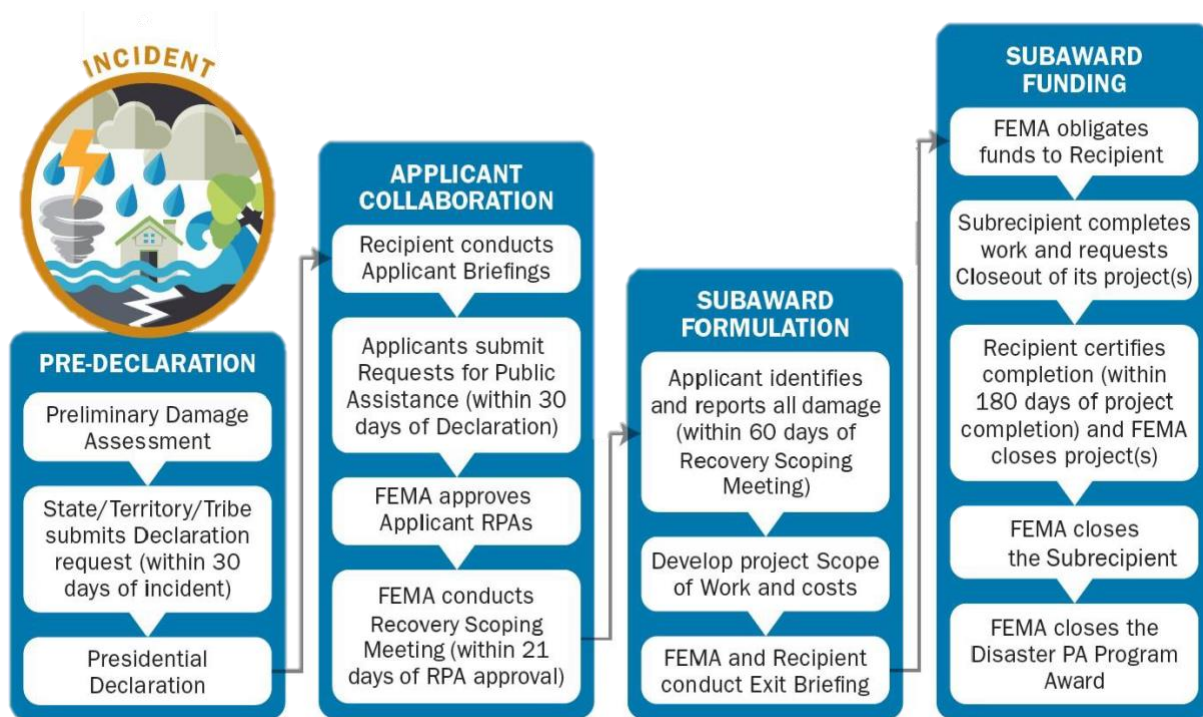 INCIDENT
PRE-DECLARATION
Preliminary Damage
Assessment
State/Territory/Tribe
submits Declaration
request (within 30
days of incident)
Presidential
Declaration
APPLICANT
COLLABORATION
Recipient conducts
Applicant Briefings
Applicants submit
Requests for Public
Assistance (within 30
days of Declaration)
FEMA approves
Applicant RPAs
FEMA conducts
Recovery Scoping
Meeting (within 21
days of RPA approval)
SUBAWARD
FORMULATION
Applicant identifies
and reports all damage
(within 60 days of
Recovery Scoping
Meeting)
Develop project Scope
of Work and costs
FEMA and Recipient
conduct Exit Briefing
SUBAWARD
FUNDING
FEMA obligates
funds to Recipient
Subrecipient completes
work and requests
Closeout of its project(s)
Recipient certifies
completion (within
180 days of project
completion) and FEMA
closes project(s)
FEMA closes
the Subrecipient
FEMA closes the
Disaster PA Program
Award